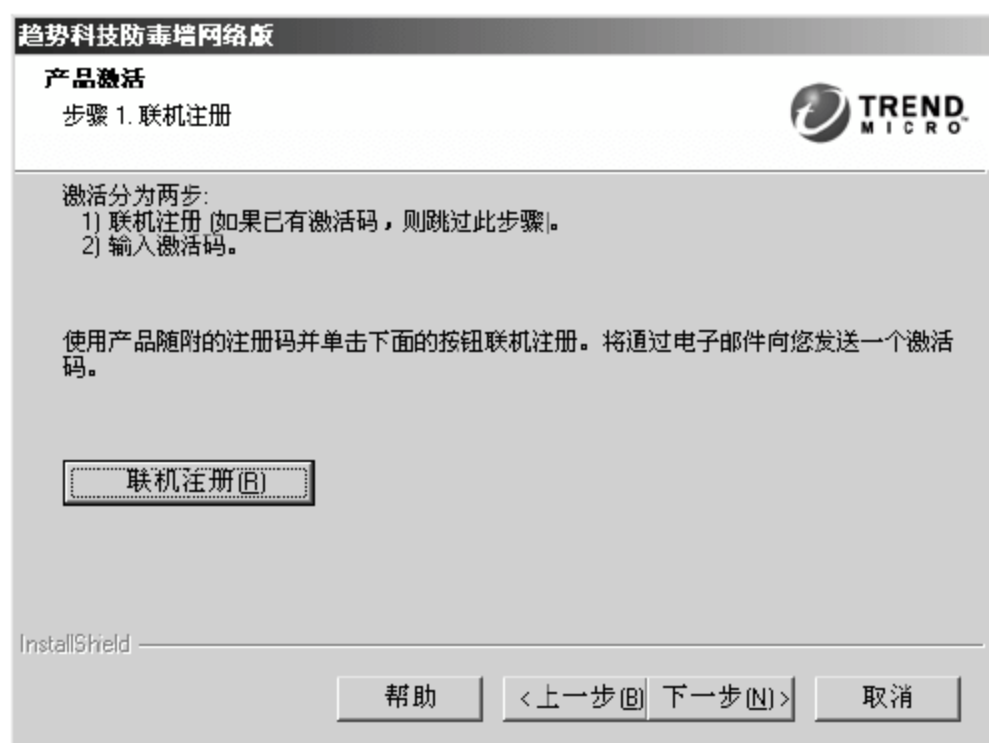 趋势科技防毒墙网络版
产品激活
步骤 1. 联机注册
TREND
MICRO
激活分为两步:
1) 联机注册 (如果已有激活码，则跳过此步骤)。
2) 输入激活码。
使用产品随附的注册码并单击下面的按钮联机注册。将通过电子邮件向您发送一个激活
码。
联机注册(R)
InstallShield
帮助 <上一步(B) 下一步(N)> 取消